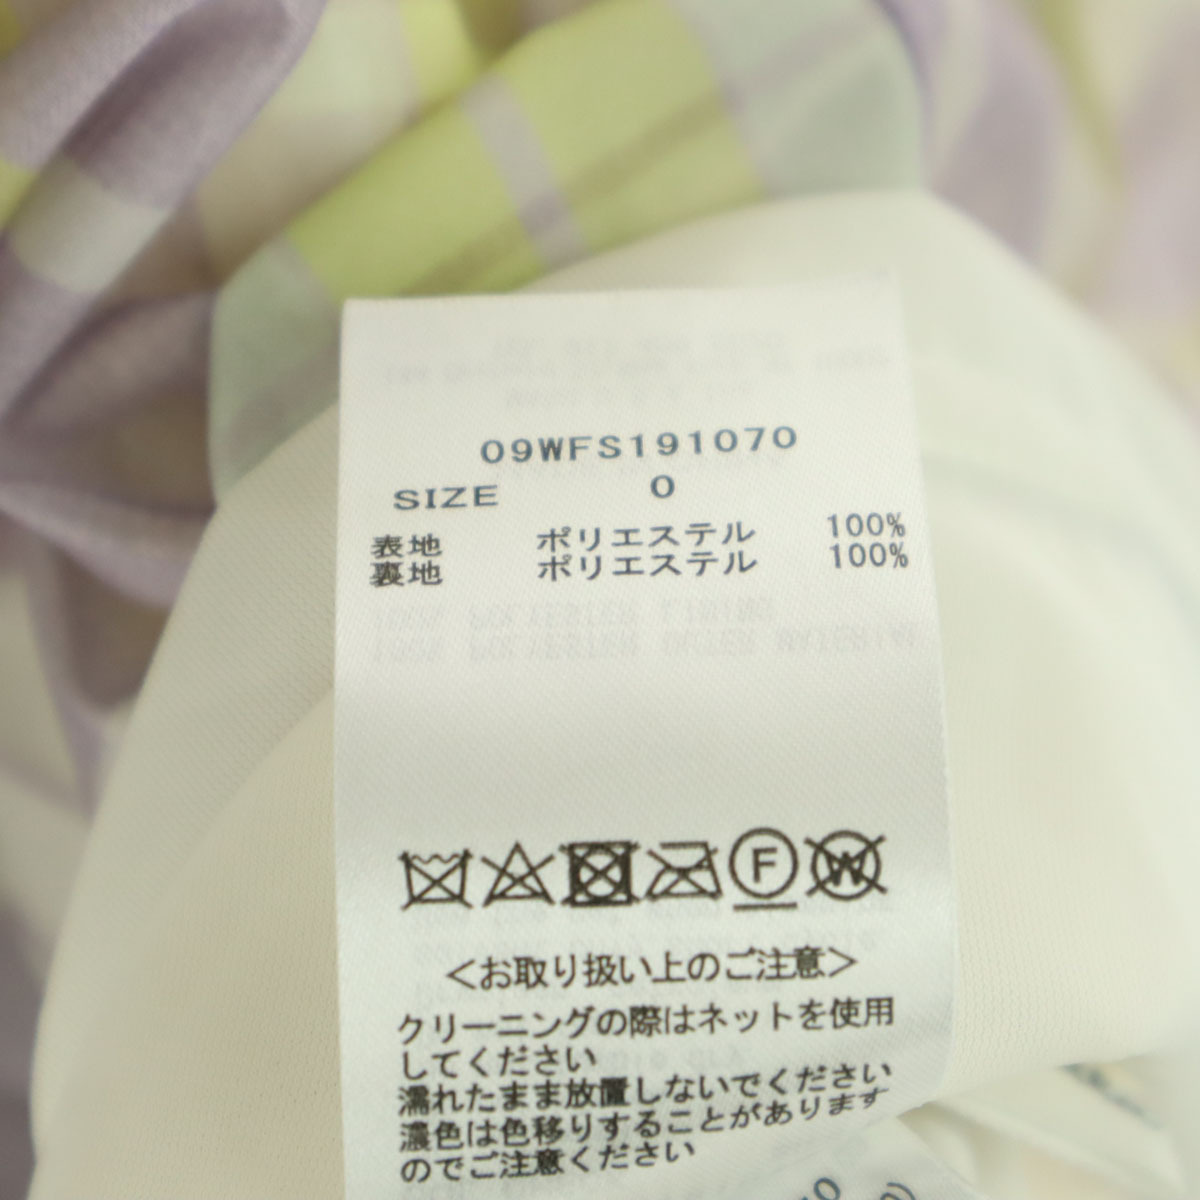 09WFS191070
SIZE 0
表地 ポリエステル 100%
裏地 ポリエステル 100%
F W
＜お取り扱い上のご注意＞
クリーニングの際はネットを使用
してください
濡れたまま放置しないでください
濃色は色移りすることがあります
のでご注意ください